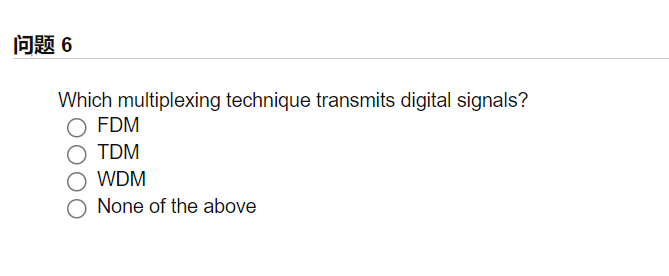 问题 6
Which multiplexing technique transmits digital signals?
FDM
TDM
WDM
None of the above